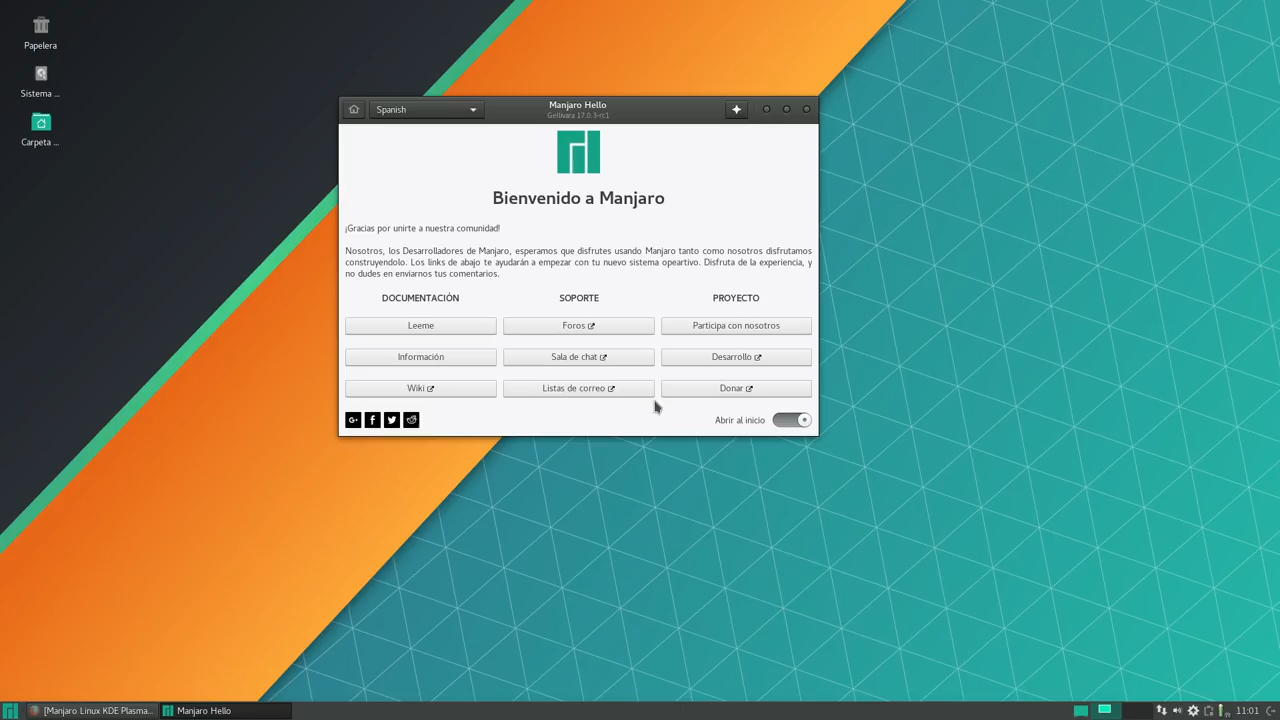 Papelera
Sistema ...
Carpeta ...
Spanish
Manjaro Hello
Gellivara 17.0.3-rc1
Bienvenido a Manjaro
¡Gracias por unirte a nuestra comunidad!
Nosotros, los Desarrolladores de Manjaro, esperamos que disfrutes usando Manjaro tanto como nosotros disfrutamos
construyendolo. Los links de abajo te ayudarán a empezar con tu nuevo sistema opeartivo. Disfruta de la experiencia, y
no dudes en enviarnos tus comentarios.
DOCUMENTACIÓN SOPORTE PROYECTO
Leeme Foros Participa con nosotros
Información Sala de chat Desarrollo
Wiki Listas de correo Donar
G+ f Abrir al inicio
[Manjaro Linux KDE Plasma... Manjaro Hello 11:01